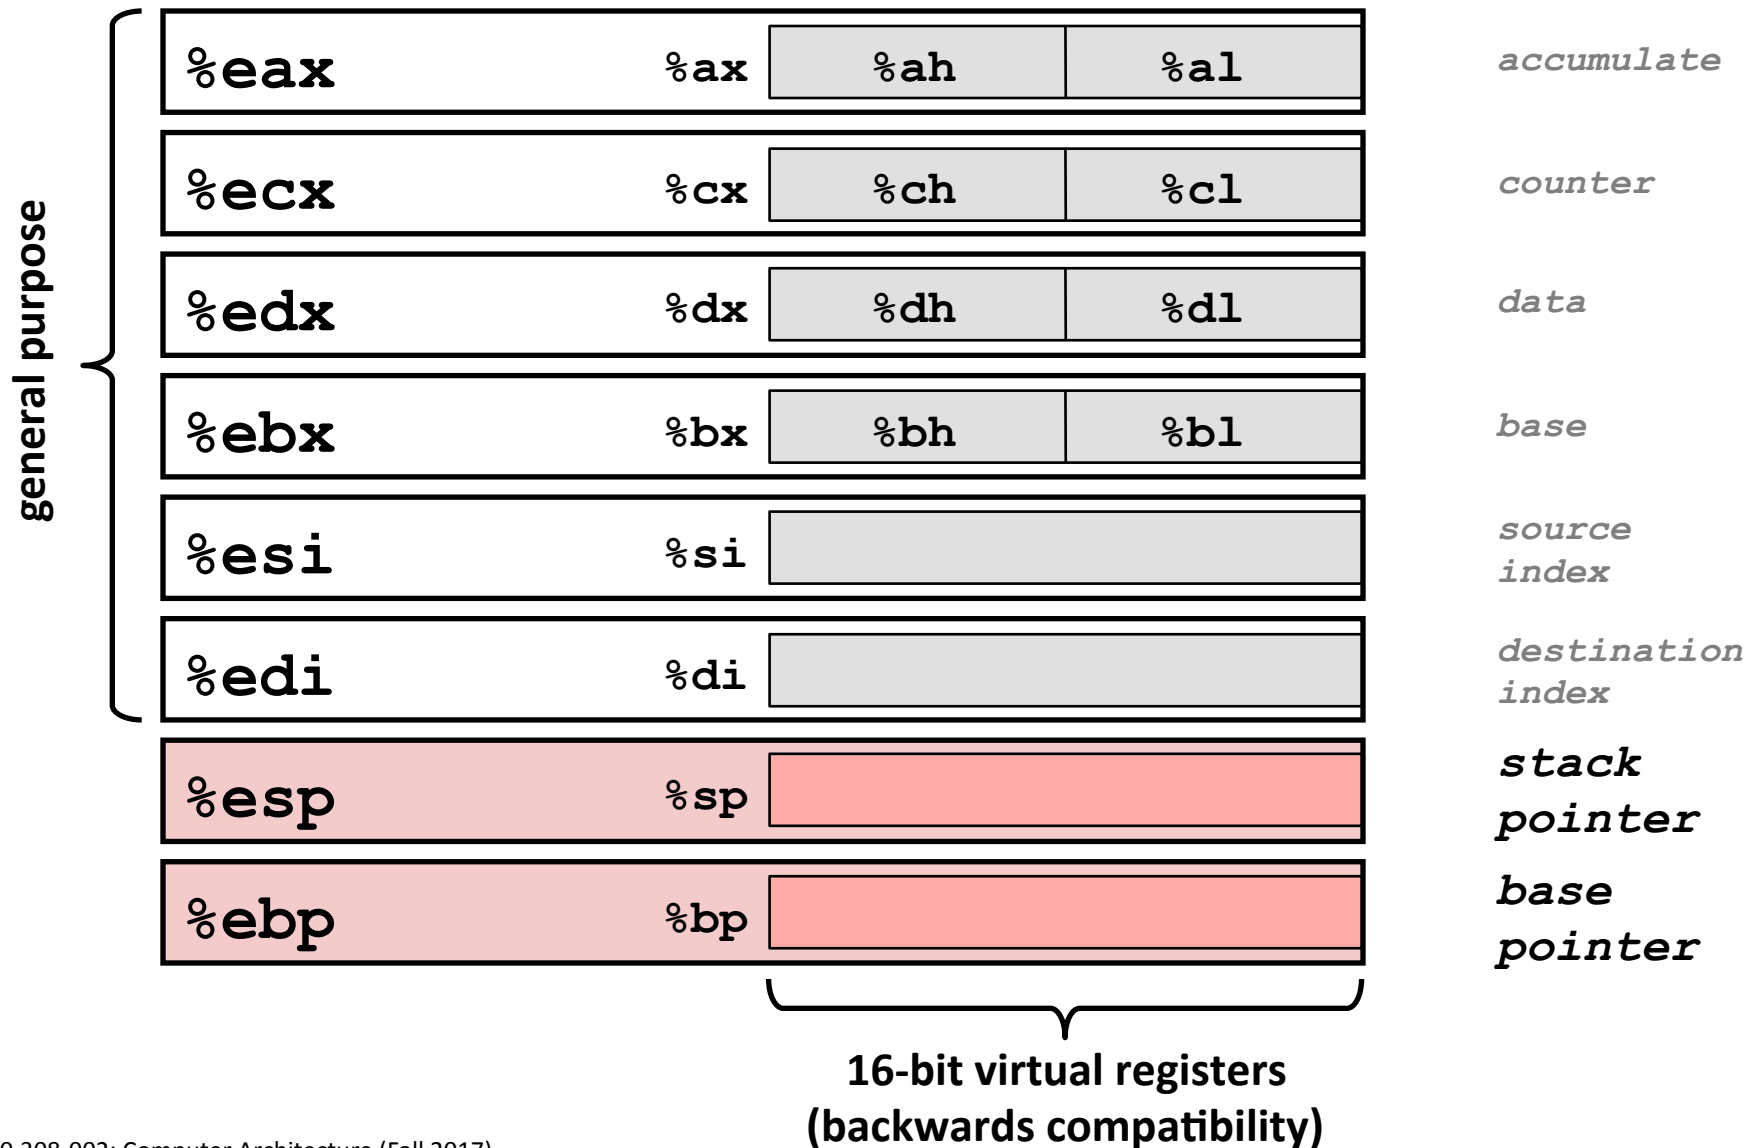 general purpose
%eax %ax %ah %al accumulate
%ecx %cx %ch %cl counter
%edx %dx %dh %dl data
%ebx %bx %bh %bl base
%esi %si source
index
%edi %di destination
index
%esp %sp stack
pointer
%ebp %bp base
pointer
16-bit virtual registers
(backwards compatibility)
Computer Architecture (Fall 2017)